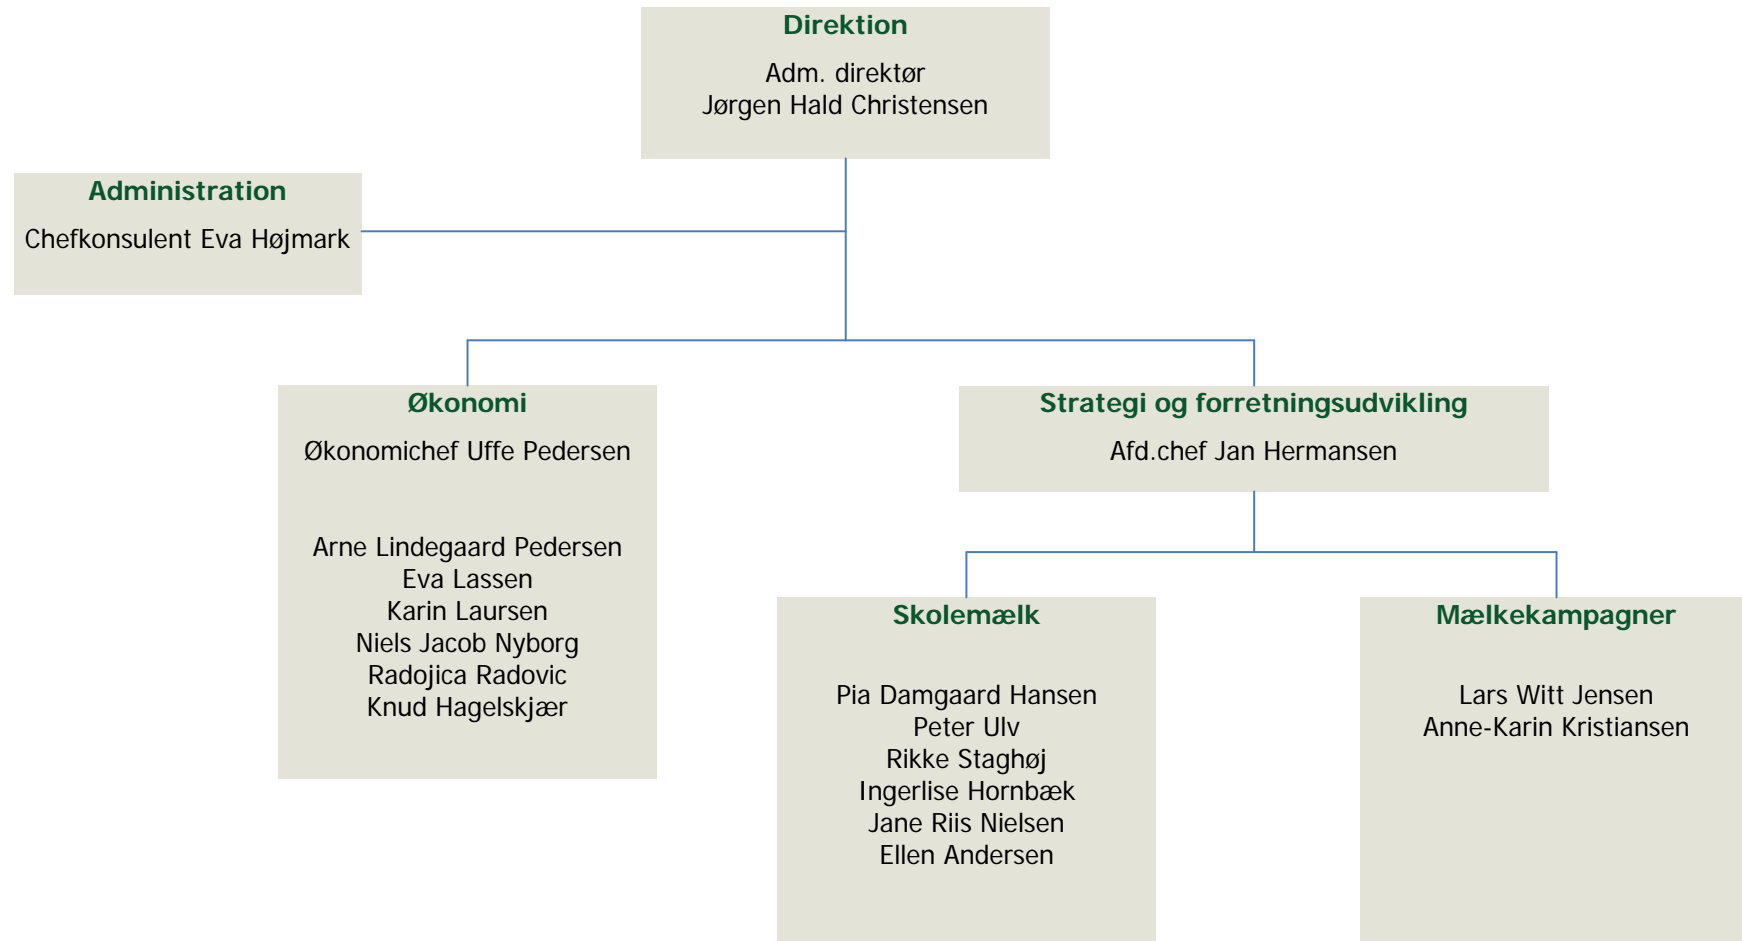 Direktion
Adm. direktør
Jørgen Hald Christensen
Administration
Chefkonsulent Eva Højmark
Økonomi
Økonomichef Uffe Pedersen
Arne Lindegaard Pedersen
Eva Lassen
Karin Laursen
Niels Jacob Nyborg
Radojica Radovic
Knud Hagelskjær
Strategi og forretningsudvikling
Afd.chef Jan Hermansen
Skolemælk
Pia Damgaard Hansen
Peter Ulv
Rikke Staghøj
Ingerlise Hornbæk
Jane Riis Nielsen
Ellen Andersen
Mælkekampagner
Lars Witt Jensen
Anne-Karin Kristiansen